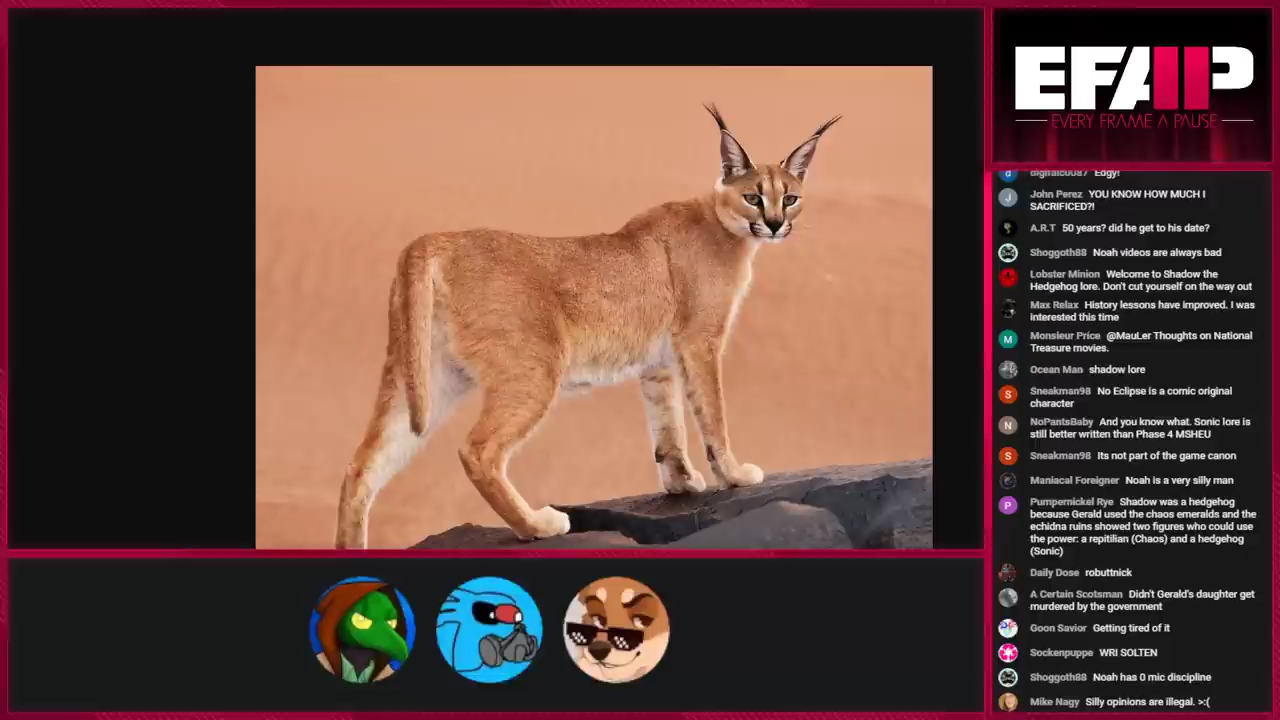 EFAP
EVERY FRAME A PAUSE
digitalc0087 Edgy!
John Perez YOU KNOW HOW MUCH I
SACRIFICED?!
A.R.T 50 years? did he get to his date?
Shoggoth88 Noah videos are always bad
Lobster Minion Welcome to Shadow the
Hedgehog lore. Don't cut yourself on the way out
Max Relax History lessons have improved. I was
interested this time
Monsieur Price @MauLer Thoughts on National
Treasure movies.
Ocean Man shadow lore
Sneakman98 No Eclipse is a comic original
character
NoPantsBaby And you know what. Sonic lore is
still better written than Phase 4 MSHEU
Sneakman98 Its not part of the game canon
Maniacal Foreigner Noah is a very silly man
Pumpernickel Rye Shadow was a hedgehog
because Gerald used the chaos emeralds and the
echidna ruins showed two figures who could use
the power: a repitilian (Chaos) and a hedgehog
(Sonic)
Daily Dose robuttnick
A Certain Scotsman Didn't Gerald's daughter get
murdered by the government
Goon Savior Getting tired of it
Sockenpuppe WRI SOLTEN
Shoggoth88 Noah has 0 mic discipline
Mike Nagy Silly opinions are illegal. >:(